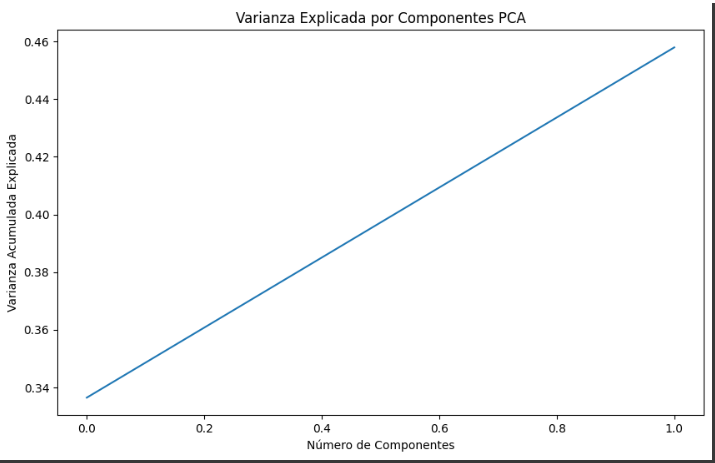 Varianza Explicada por Componentes PCA
Varianza Acumulada Explicada
0.46
0.44
0.42
0.40
0.38
0.36
0.34
0.0 0.2 0.4 0.6 0.8 1.0
Número de Componentes